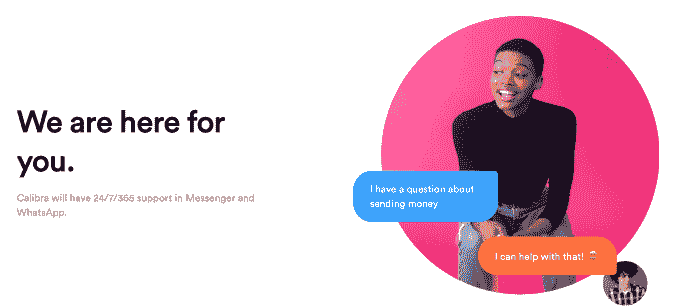 We are here for
you.
Calibra will have 24/7/365 support in Messenger and
WhatsApp.
I have a question about
sending money
I can help with that!